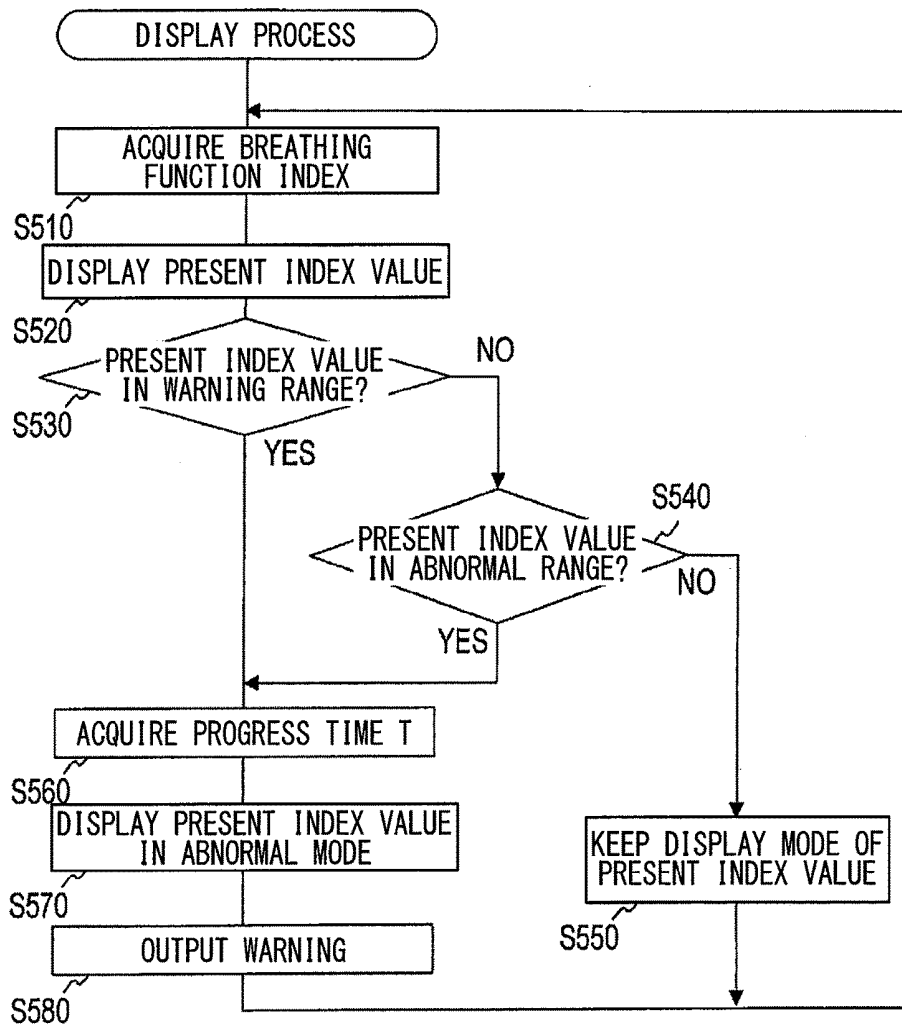 DISPLAY PROCESS
ACQUIRE BREATHING
FUNCTION INDEX
S510
DISPLAY PRESENT INDEX VALUE
S520
PRESENT INDEX VALUE
IN WARNING RANGE?
NO
S530
YES
S540
PRESENT INDEX VALUE
IN ABNORMAL RANGE?
NO
YES
ACQUIRE PROGRESS TIME T
S560
DISPLAY PRESENT INDEX VALUE
IN ABNORMAL MODE
S570
KEEP DISPLAY MODE OF
PRESENT INDEX VALUE
S550
OUTPUT WARNING
S580